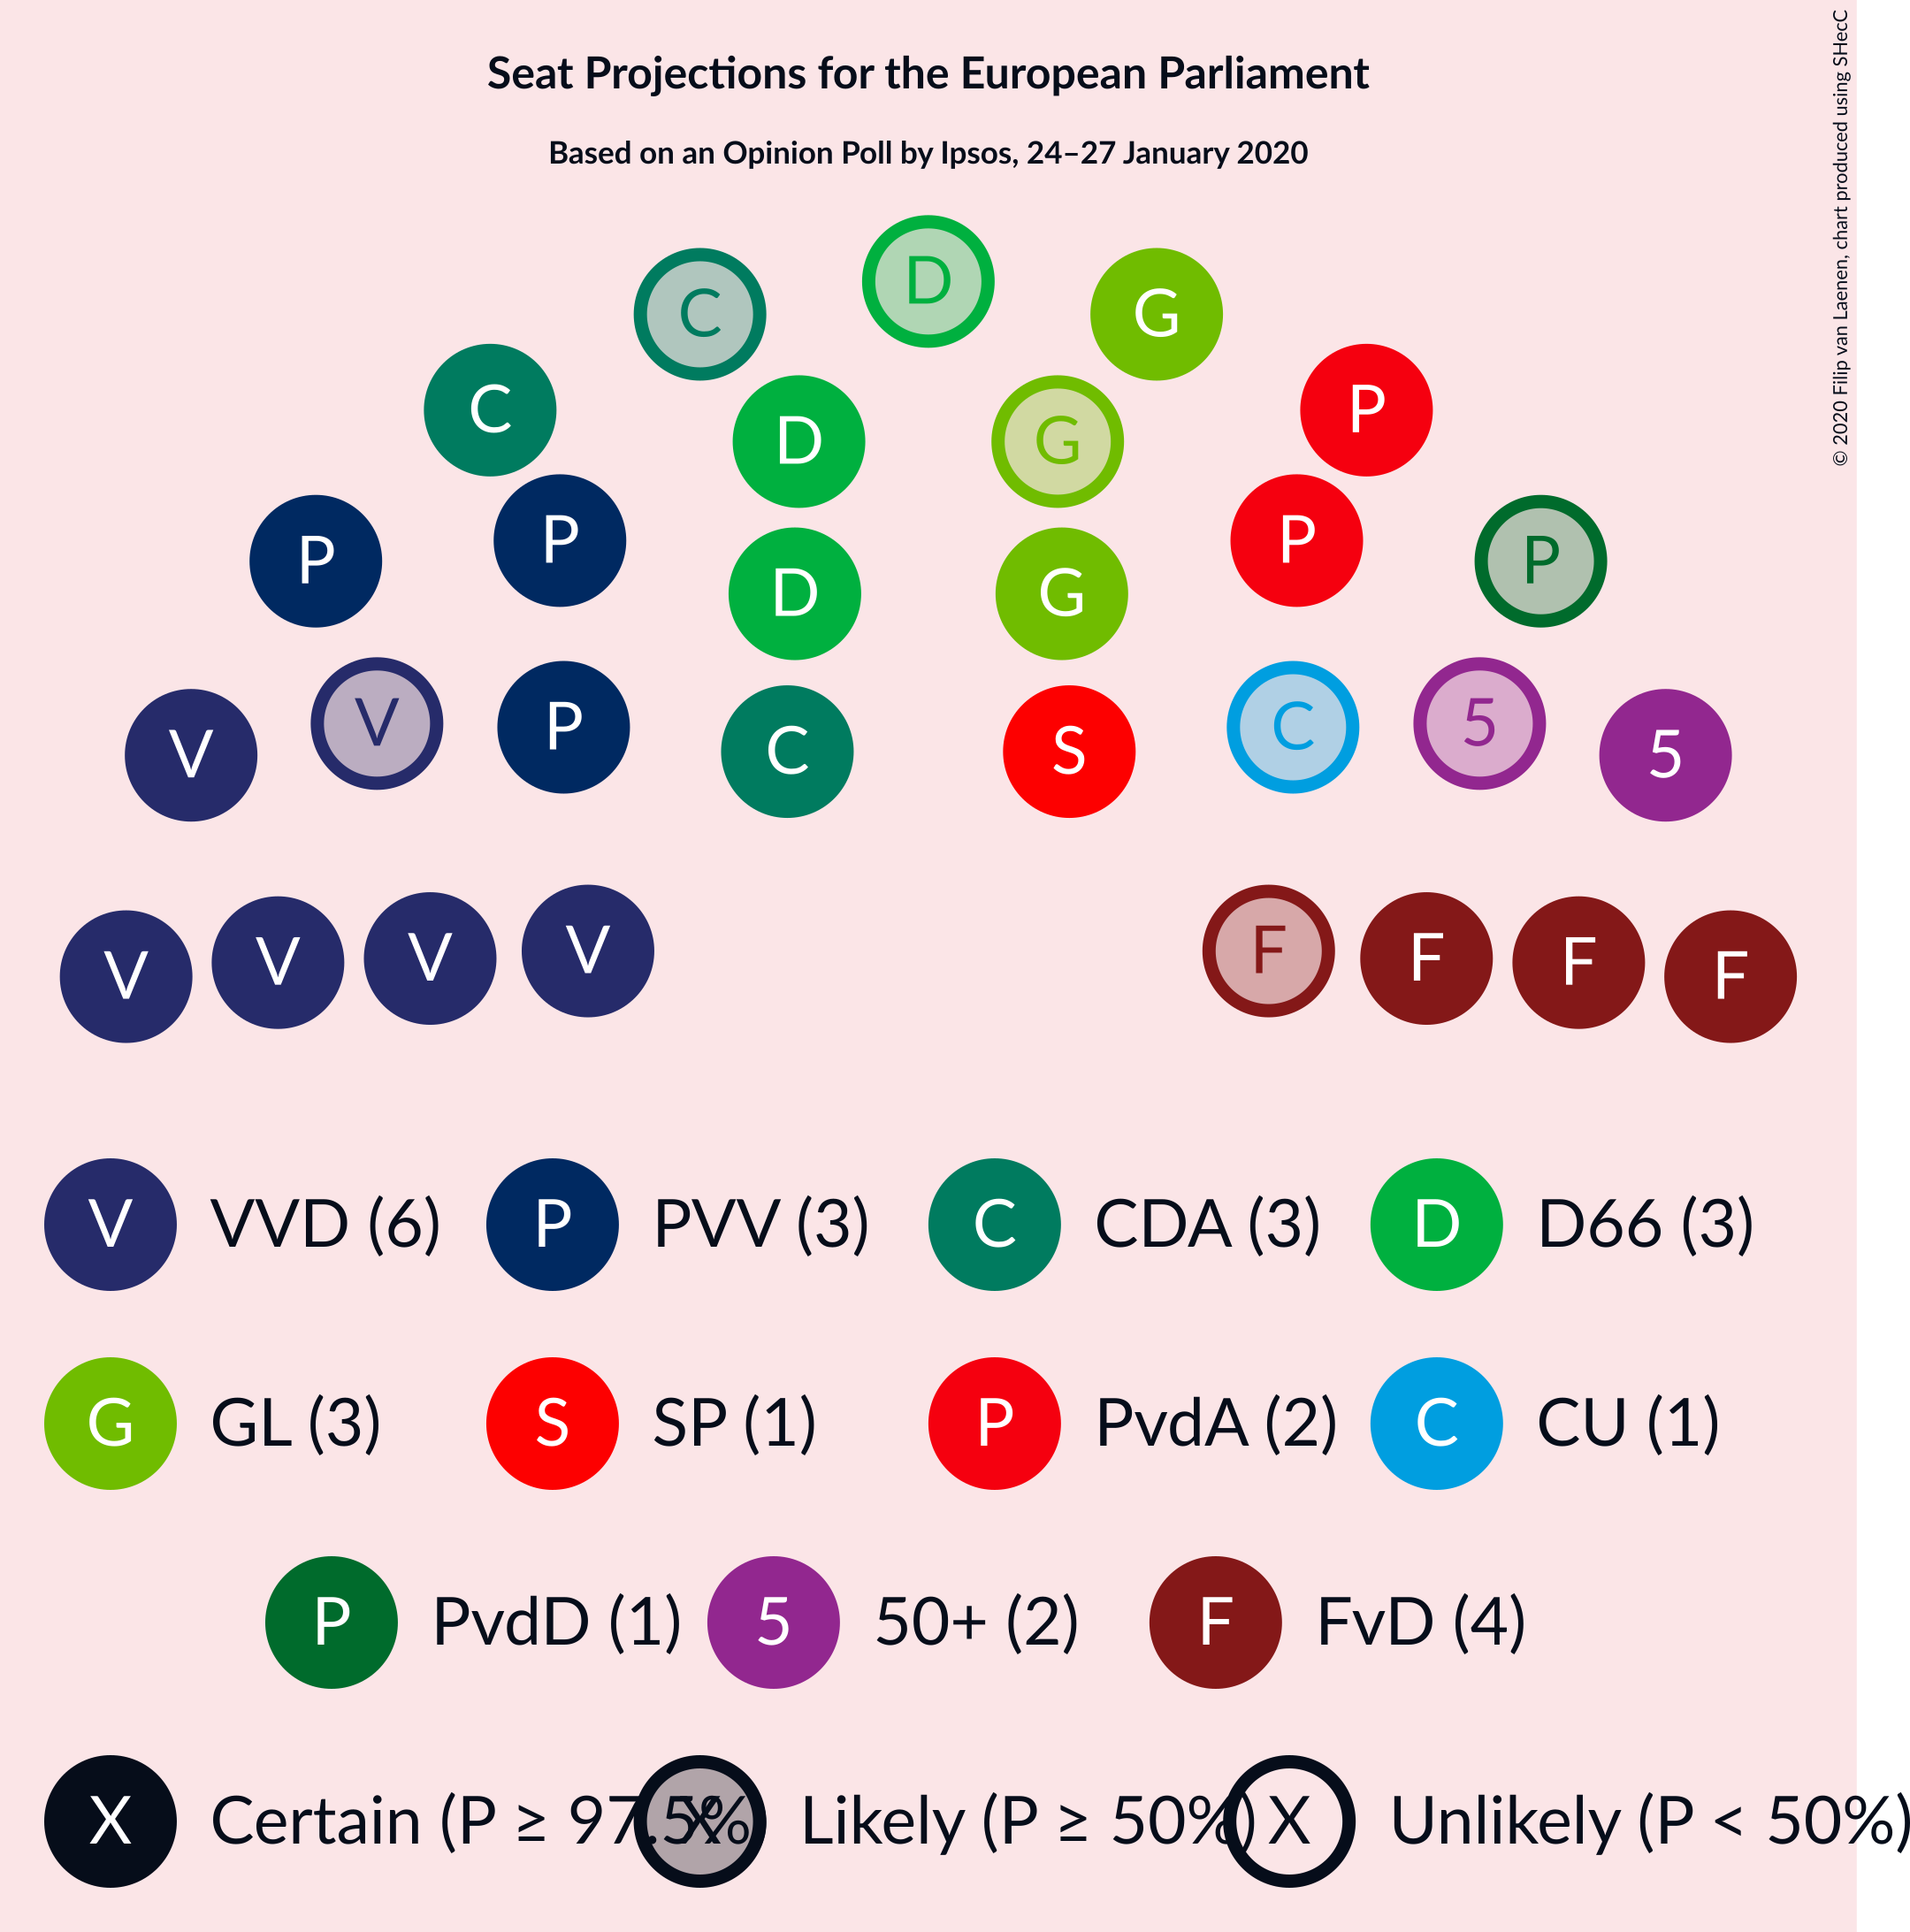 Seat Projections for the European Parliament
Based on an Opinion Poll by Ipsos, 24–27 January 2020
© 2020 Filip van Laenen, chart produced using SHecC
D
C G
C P
D G
P P
P P
D G
V P C 5
V C S 5
V F
V V F F
V F
V VVD (6) P PVV (3) C CDA (3) D D66 (3)
G GL (3) S SP (1) P PvdA (2) C CU (1)
P PvdD (1) 5 50+ (2) F FvD (4)
X Certain (P ≥ 97.5% X Likely (P ≥ 50%) X Unlikely (P < 50%)